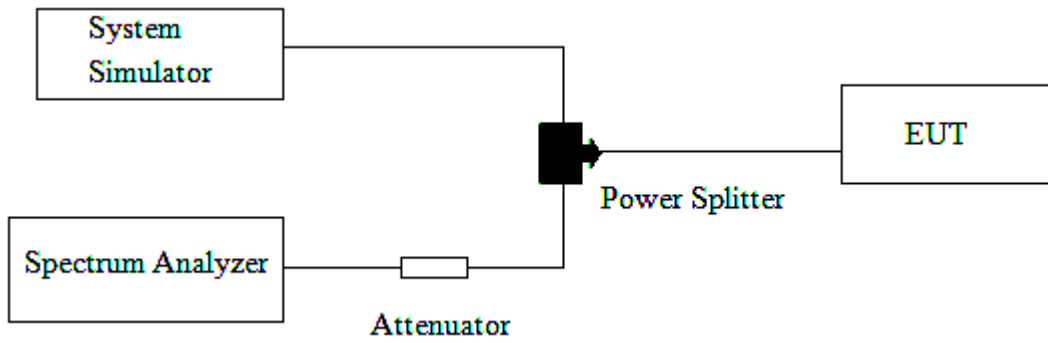 System
Simulator
EUT
Power Splitter
Spectrum Analyzer
Attenuator